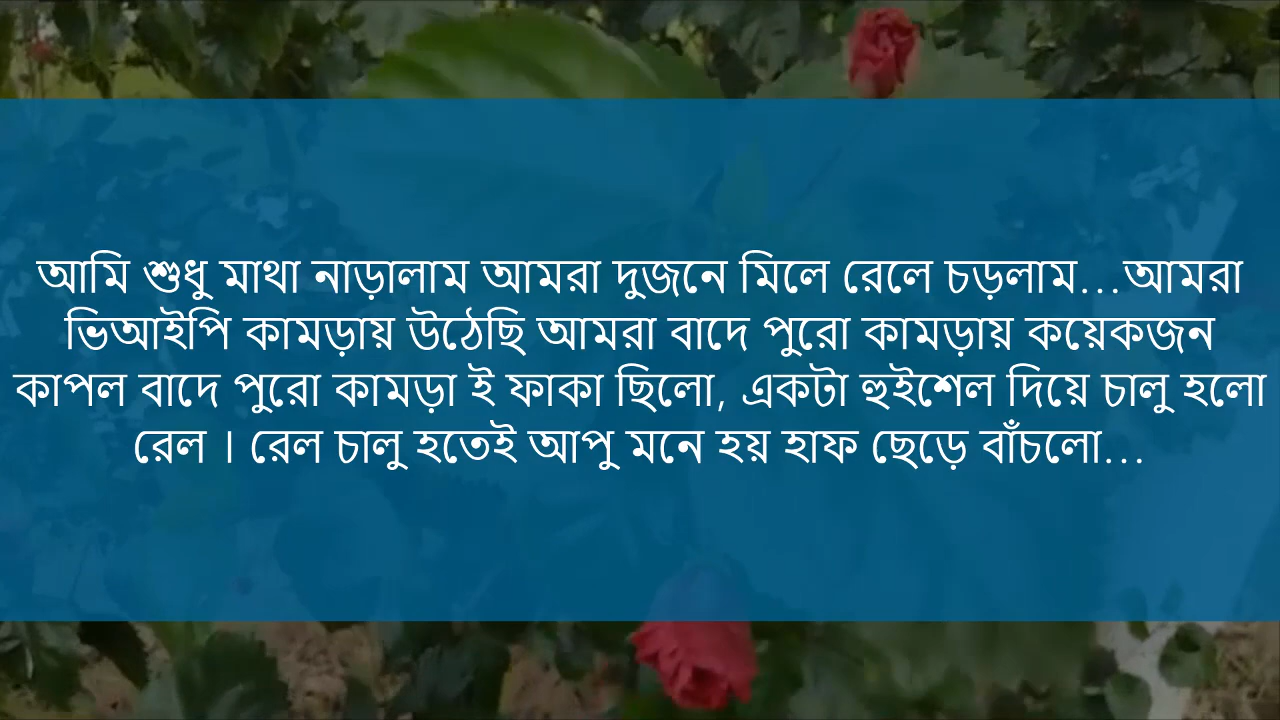 আমি শুধু মাথা নাড়ালাম আমরা দুজনে মিলে রেলে চড়লাম...আমরা
ভিআইপি কামড়ায় উঠেছি আমরা বাদে পুরো কামড়ায় কয়েকজন
কাপল বাদে পুরো কামড়া ই ফাকা ছিলো, একটা হুইশেল দিয়ে চালু হলো
রেল । রেল চালু হতেই আপু মনে হয় হাফ ছেড়ে বাঁচলো...